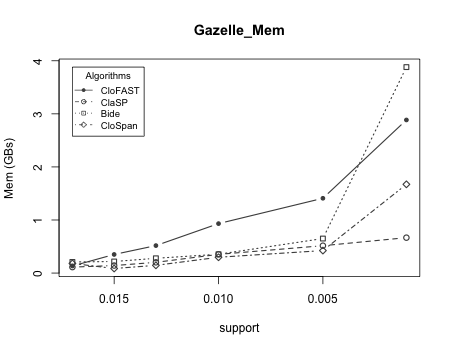 Gazelle_Mem
4
3
2
1
0
Mem (GBs)
Algorithms
CloFAST
ClaSP
Bide
CloSpan
0.015
0.010
0.005
support